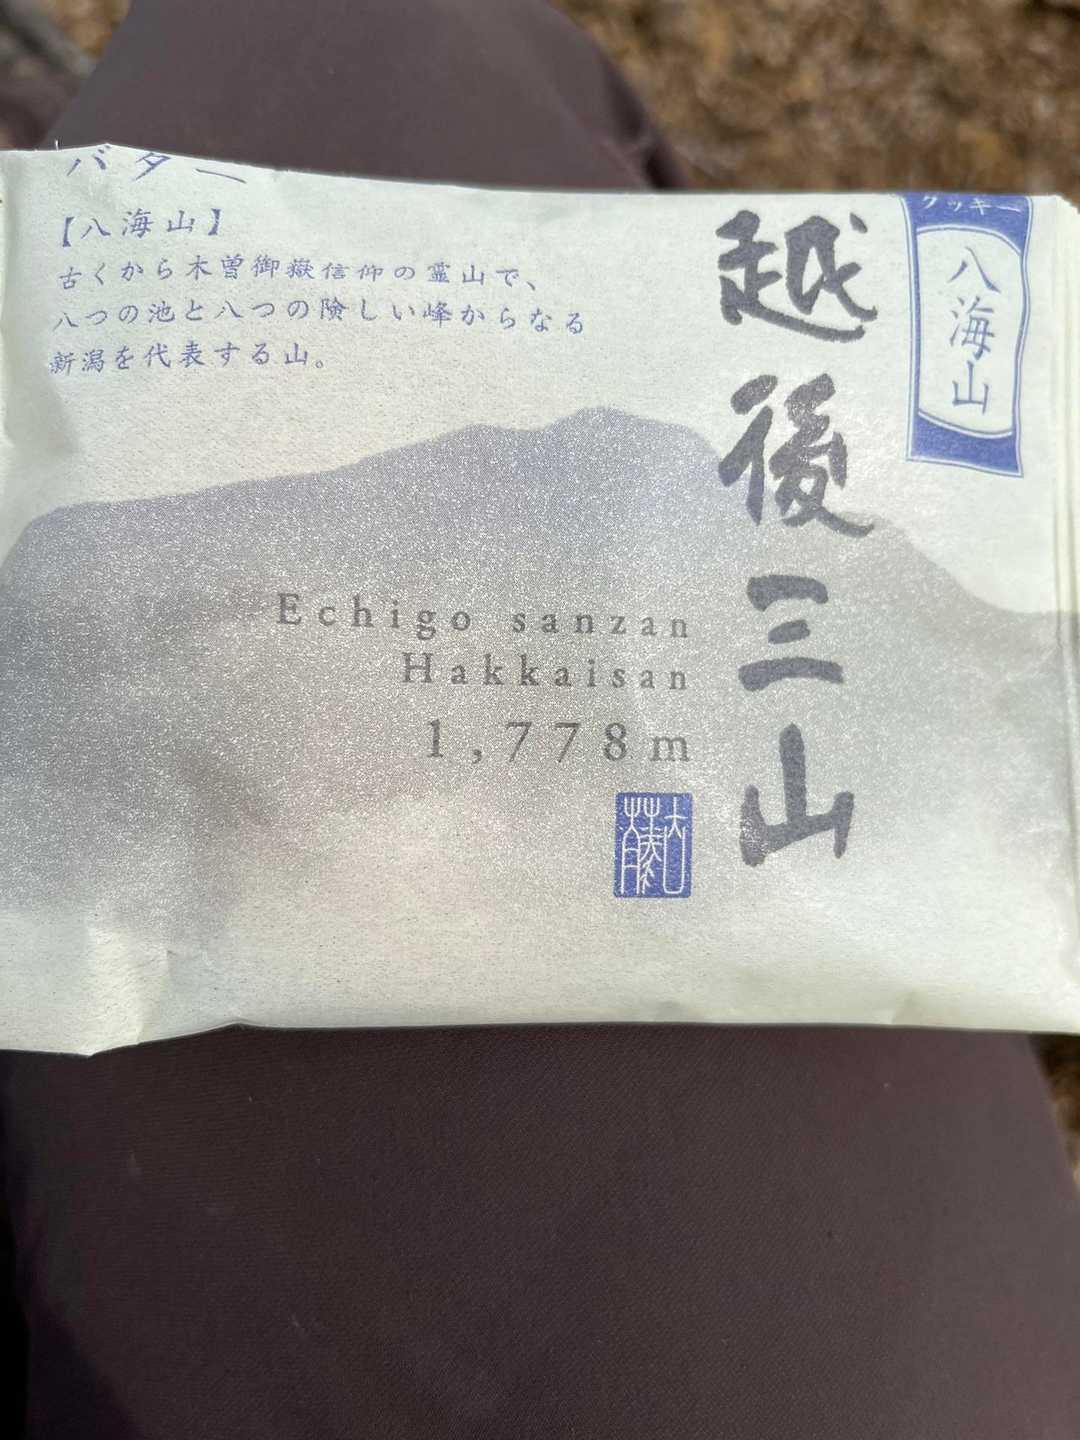 バター
【八海山】
古くから木曽御嶽信仰の霊山で、
八つの池と八つの険しい峰からなる
新潟を代表する山。
越後三山
クッキー
八海山
Echigo sanzan
Hakkaisan
1,778m